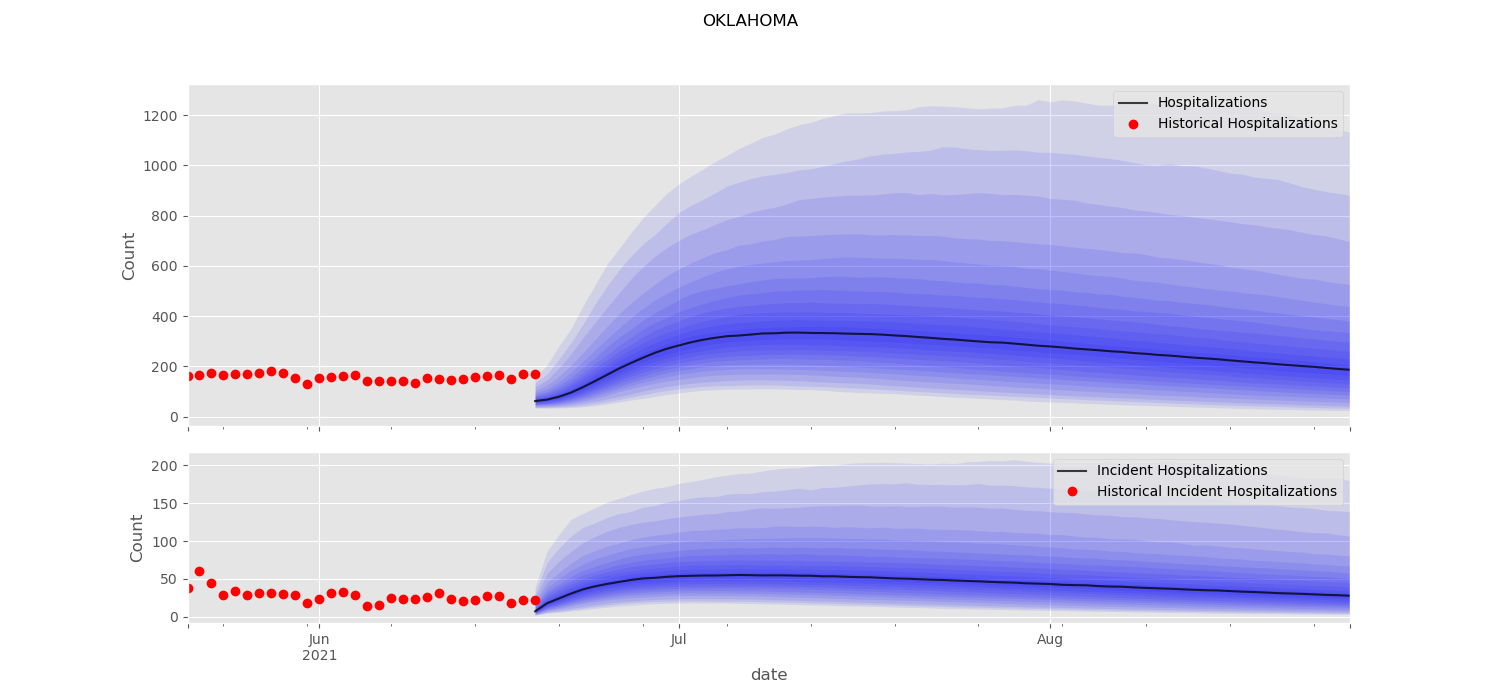 OKLAHOMA
1200
1000
800
600
400
200
0
Count
Hospitalizations
Historical Hospitalizations
200
150
100
50
0
Count
Incident Hospitalizations
Historical Incident Hospitalizations
Jun
2021
Jul
Aug
date